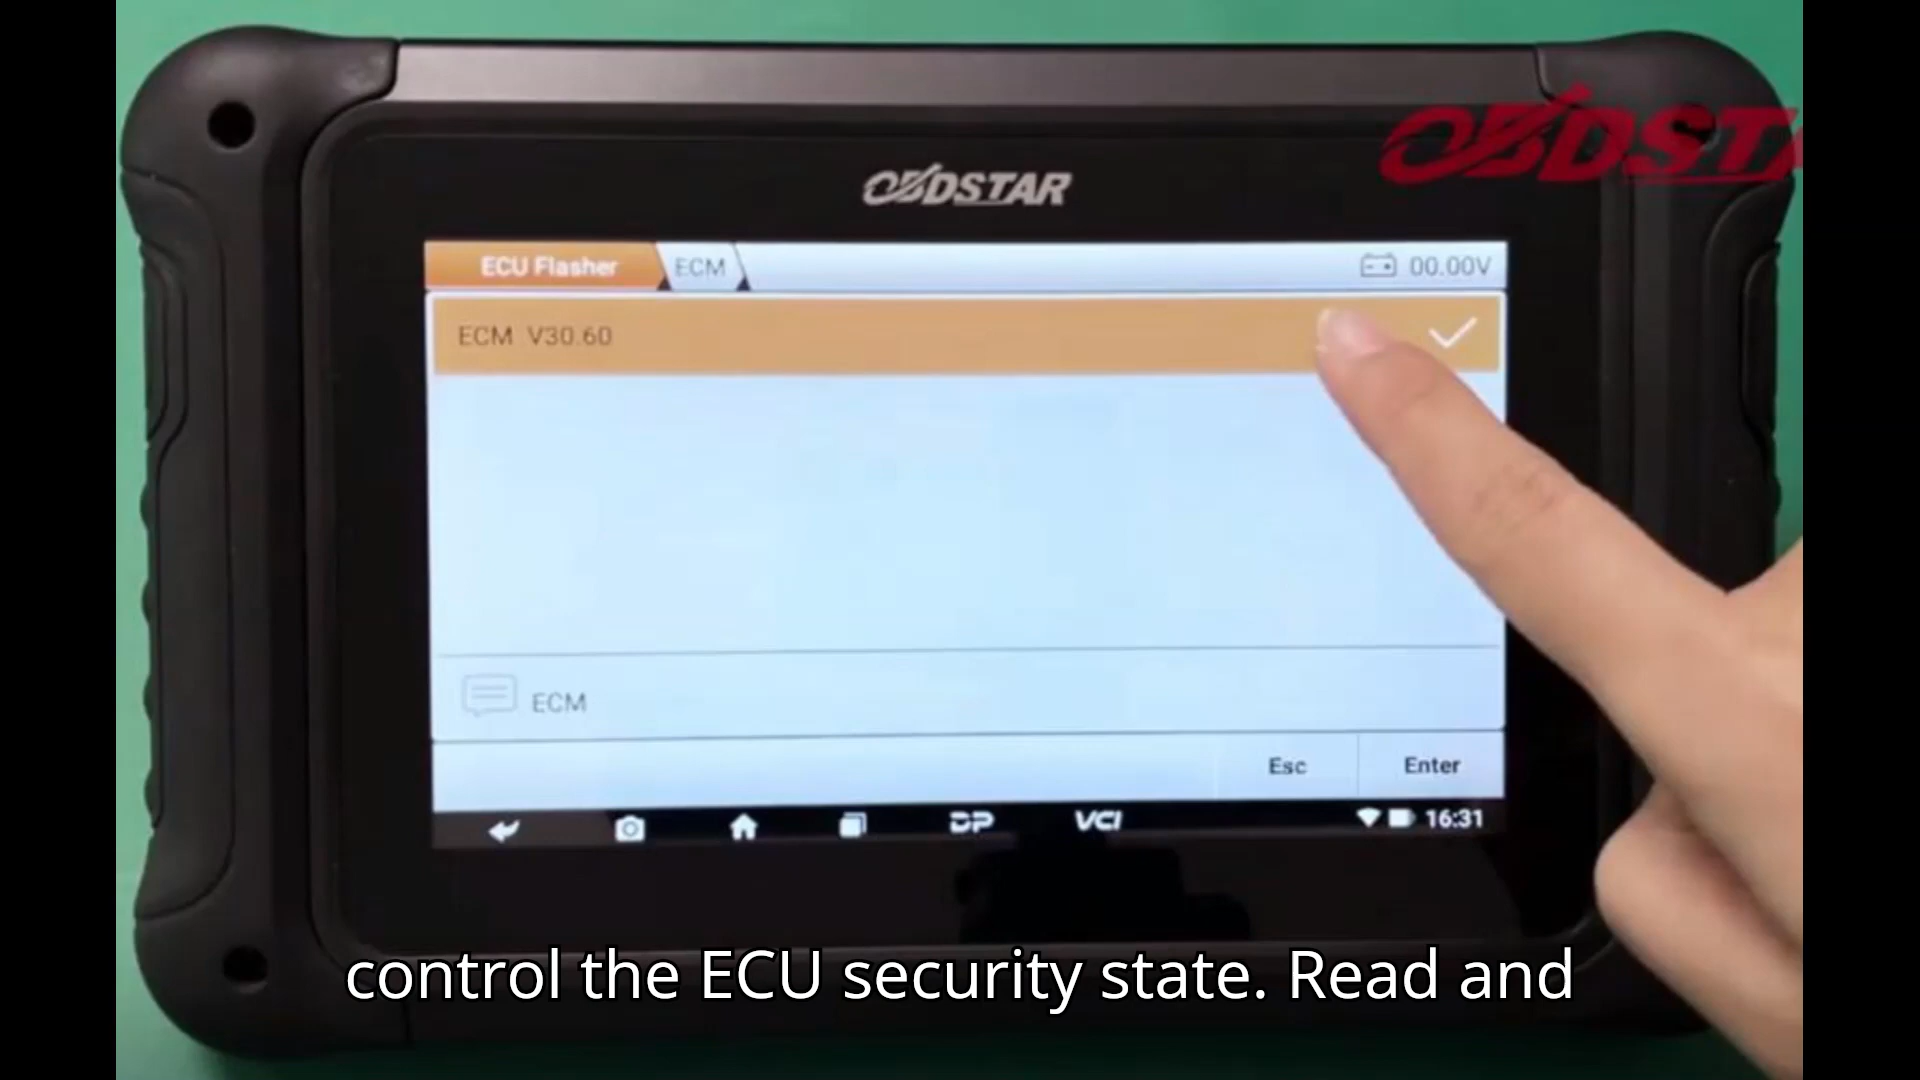 OBDSTA
OBDSTAR
ECU Flasher ECM 00.00V
ECM V30.60
ECM
Esc Enter
DP VCI 16:31
control the ECU security state. Read and